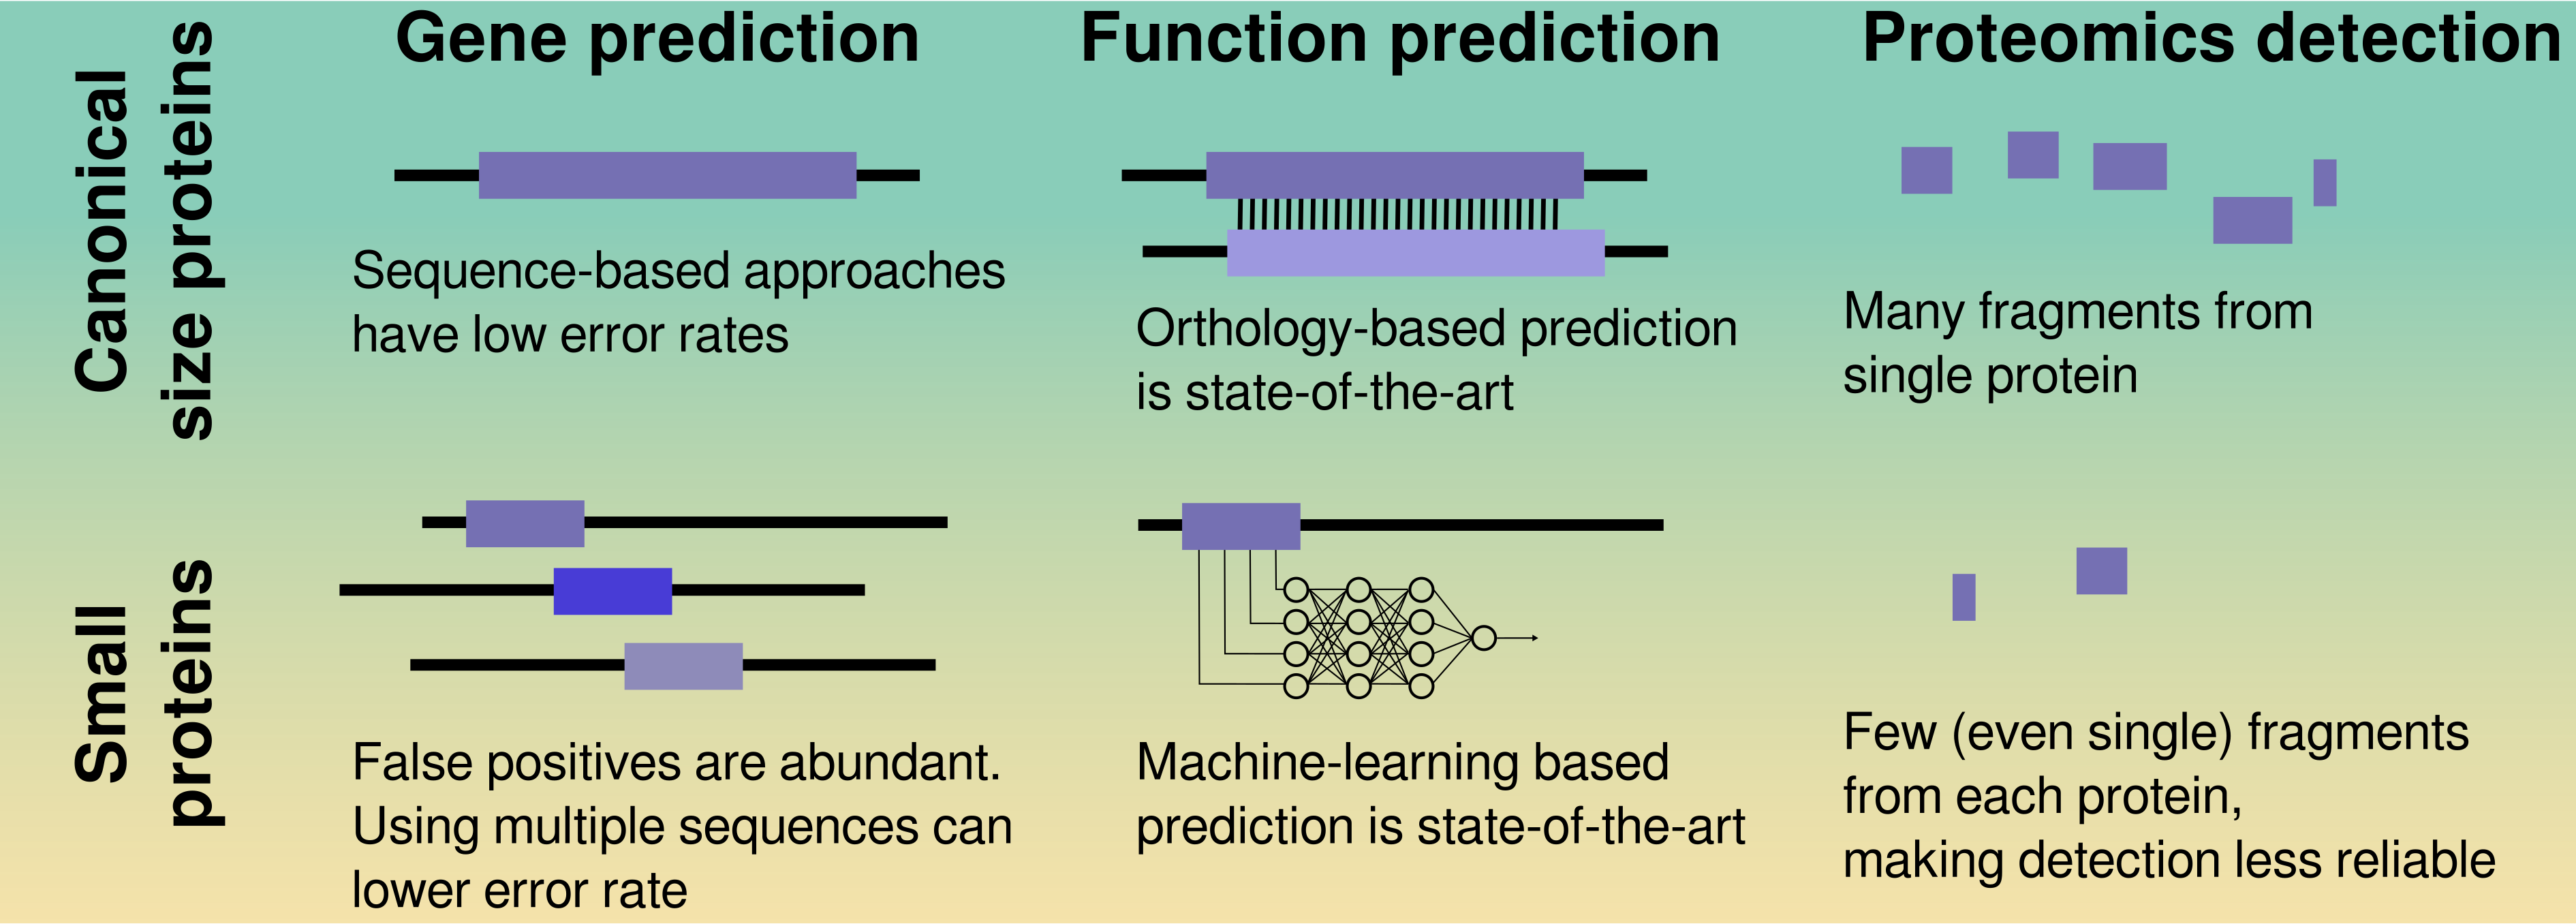 Gene prediction
Function prediction
Proteomics detection
Canonical
size proteins
Sequence-based approaches
have low error rates
Orthology-based prediction
is state-of-the-art
Many fragments from
single protein
Small
proteins
False positives are abundant.
Using multiple sequences can
lower error rate
Machine-learning based
prediction is state-of-the-art
Few (even single) fragments
from each protein,
making detection less reliable